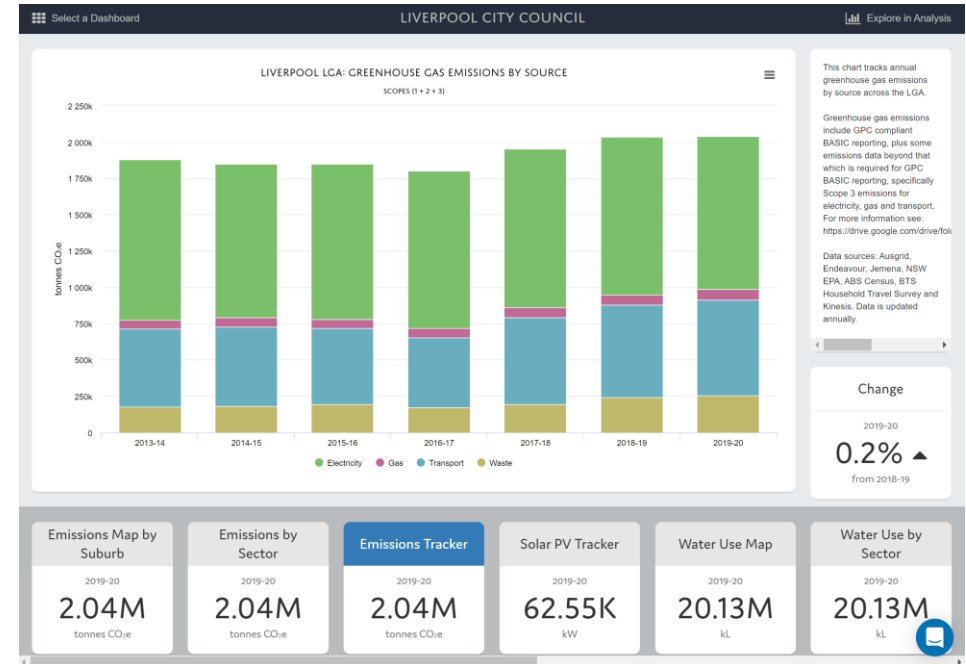 Select a Dashboard
LIVERPOOL CITY COUNCIL
Explore in Analysis
LIVERPOOL LGA: GREENHOUSE GAS EMISSIONS BY SOURCE
SCOPES (1 + 2 + 3)
tonnes CO₂e
2 250k
2 000k
1 750k
1 500k
1 250k
1 000k
750k
500k
250k
0
2013-14
2014-15
2015-16
2016-17
2017-18
2018-19
2019-20
Electricity
Gas
Transport
Waste
This chart tracks annual
greenhouse gas emissions
by source across the LGA.
Greenhouse gas emissions
include GPC compliant
BASIC reporting, plus some
emissions data beyond that
which is required for GPC
BASIC reporting, specifically
Scope 3 emissions for
electricity, gas and transport.
For more information see:
https://drive.google.com/drive/fol
Data sources: Ausgrid,
Endeavour, Jemena, NSW
EPA, ABS Census, BTS
Household Travel Survey and
Kinesis. Data is updated
annually.
Change
2019-20
0.2%
from 2018-19
Emissions Map by
Suburb
2019-20
2.04M
tonnes CO₂e
Emissions by
Sector
2019-20
2.04M
tonnes CO₂e
Emissions Tracker
2019-20
2.04M
tonnes CO₂e
Solar PV Tracker
2019-20
62.55K
kW
Water Use Map
2019-20
20.13M
kL
Water Use by
Sector
2019-20
20.13M
kL